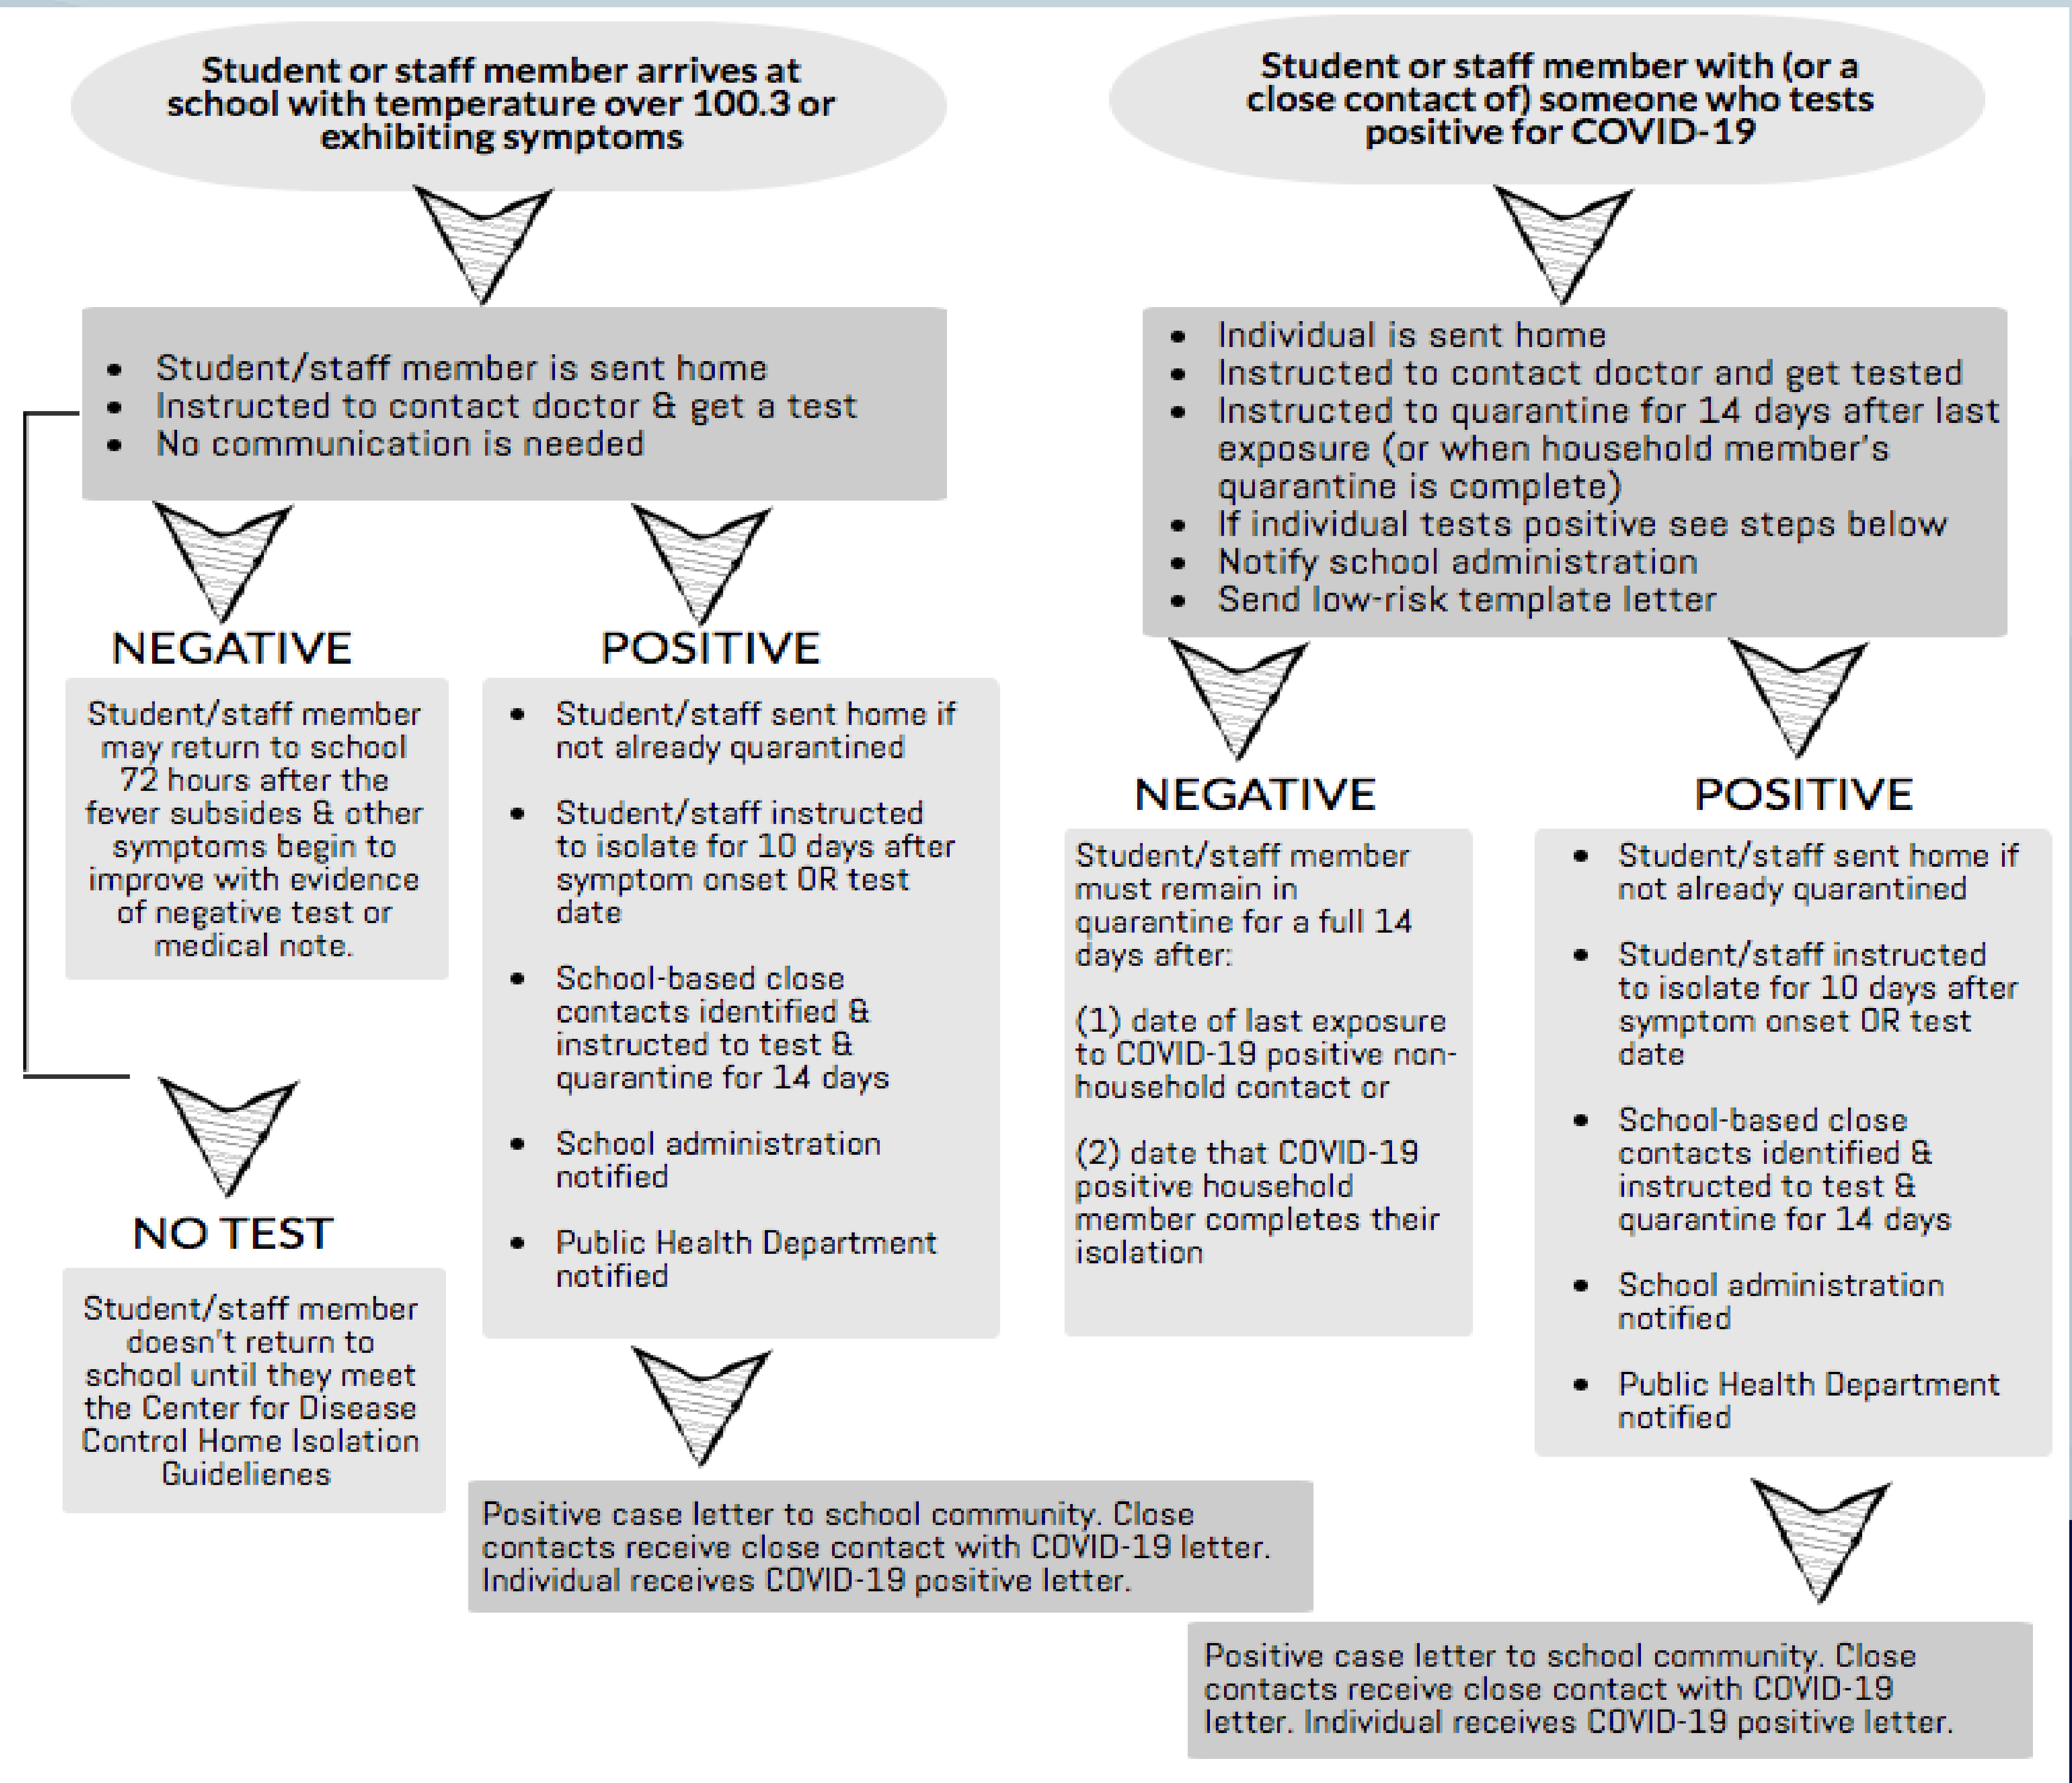 Student or staff member arrives at
school with temperature over 100.3 or
exhibiting symptoms
• Student/staff member is sent home
• Instructed to contact doctor & get a test
• No communication is needed
NEGATIVE
Student/staff member
may return to school
72 hours after the
fever subsides & other
symptoms begin to
improve with evidence
of negative test or
medical note.
NO TEST
Student/staff member
doesn't return to
school until they meet
the Center for Disease
Control Home Isolation
Guidelienes
POSITIVE
• Student/staff sent home if
not already quarantined
• Student/staff instructed
to isolate for 10 days after
symptom onset OR test
date
• School-based close
contacts identified &
instructed to test &
quarantine for 14 days
• School administration
notified
• Public Health Department
notified
Positive case letter to school community. Close
contacts receive close contact with COVID-19 letter.
Individual receives COVID-19 positive letter.
Student or staff member with (or a
close contact of) someone who tests
positive for COVID-19
• Individual is sent home
• Instructed to contact doctor and get tested
• Instructed to quarantine for 14 days after last
exposure (or when household member's
quarantine is complete)
• If individual tests positive see steps below
• Notify school administration
• Send low-risk template letter
NEGATIVE
Student/staff member
must remain in
quarantine for a full 14
days after:
(1) date of last exposure
to COVID-19 positive non-
household contact or
(2) date that COVID-19
positive household
member completes their
isolation
POSITIVE
• Student/staff sent home if
not already quarantined
• Student/staff instructed
to isolate for 10 days after
symptom onset OR test
date
• School-based close
contacts identified &
instructed to test &
quarantine for 14 days
• School administration
notified
• Public Health Department
notified
Positive case letter to school community. Close
contacts receive close contact with COVID-19
letter. Individual receives COVID-19 positive letter.